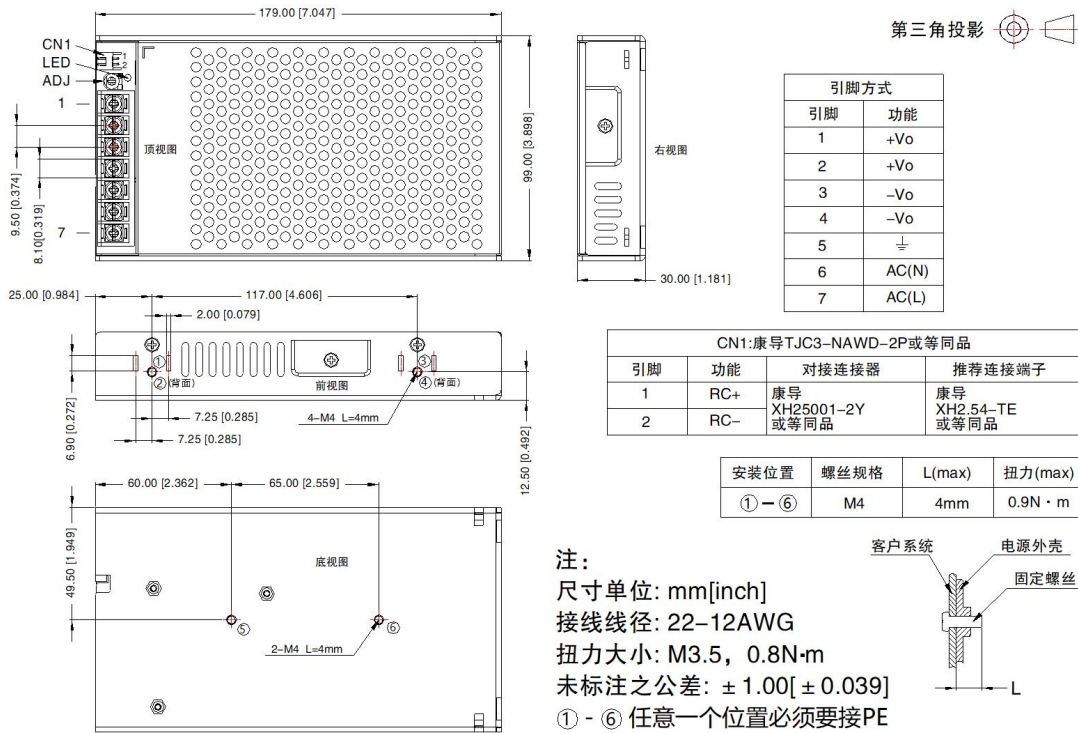 179.00 [7.047]
第三角投影
CN1
LED
ADJ
1
2
1
7
顶视图
99.00 [3.898]
9.50 [0.374]
8.10[0.319]
右视图
30.00 [1.181]
引脚方式
引脚 功能
1 +Vo
2 +Vo
3 −Vo
4 −Vo
5 ⏚
6 AC(N)
7 AC(L)
25.00 [0.984]
117.00 [4.606]
2.00 [0.079]
① ③
② (背面) 前视图 ④ (背面)
7.25 [0.285]
4-M4 L=4mm
7.25 [0.285]
6.90 [0.272]
12.50 [0.492]
CN1:康导TJC3-NAWD-2P或等同品
引脚 功能 对接连接器 推荐连接端子
1 RC+
2 RC−
康导
XH25001-2Y
或等同品
康导
XH2.54-TE
或等同品
安装位置 螺丝规格 L(max) 扭力(max)
①－⑥ M4 4mm 0.9N·m
60.00 [2.362]
65.00 [2.559]
49.50 [1.949]
底视图
⑤
⑥
2-M4 L=4mm
客户系统
电源外壳
固定螺丝
L
注:
尺寸单位: mm[inch]
接线线径: 22-12AWG
扭力大小: M3.5，0.8N·m
未标注之公差: ±1.00[±0.039]
① - ⑥ 任意一个位置必须要接PE